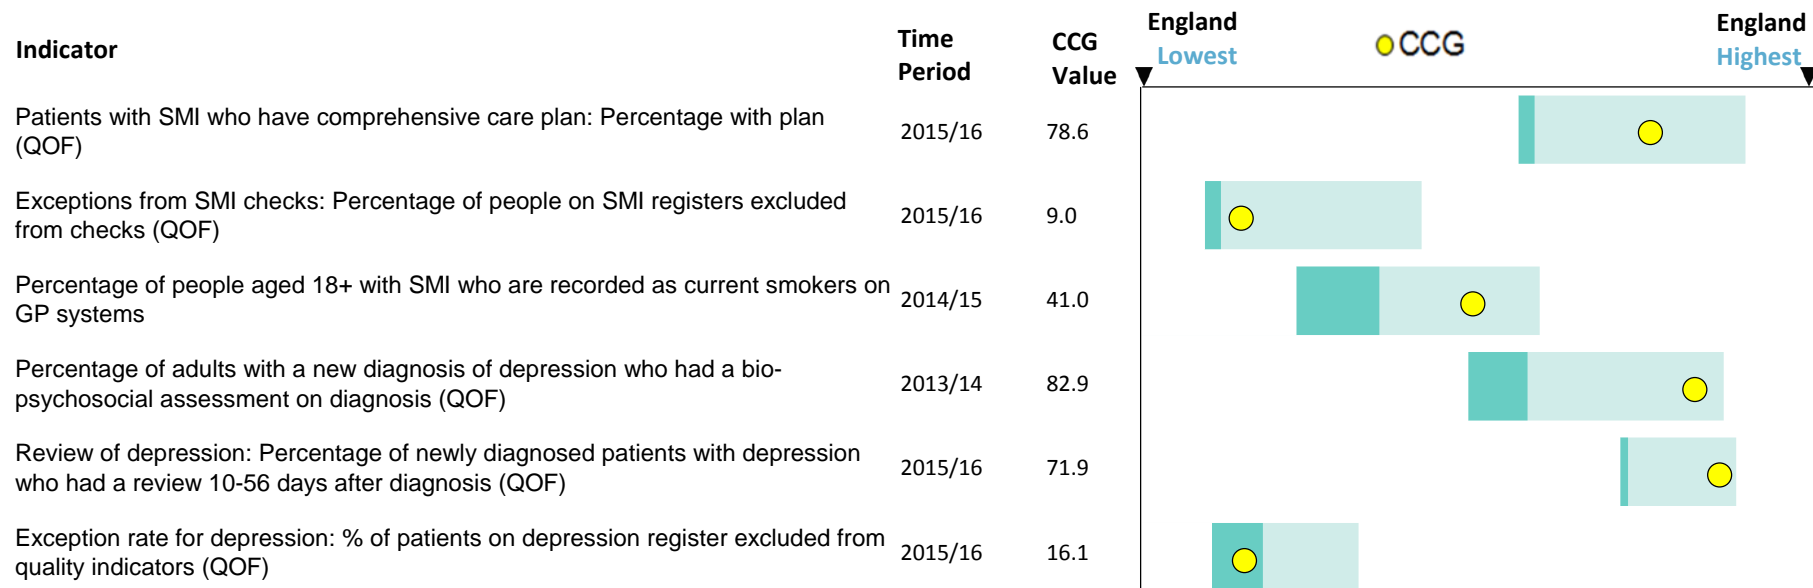 Indicator
Time Period
CCG Value
England Lowest
CCG
England Highest
Patients with SMI who have comprehensive care plan: Percentage with plan
(QOF)
2015/16
78.6
Exceptions from SMI checks: Percentage of people on SMI registers excluded
from checks (QOF)
2015/16
9.0
Percentage of people aged 18+ with SMI who are recorded as current smokers on
GP systems
2014/15
41.0
Percentage of adults with a new diagnosis of depression who had a bio-
psychosocial assessment on diagnosis (QOF)
2013/14
82.9
Review of depression: Percentage of newly diagnosed patients with depression
who had a review 10-56 days after diagnosis (QOF)
2015/16
71.9
Exception rate for depression: % of patients on depression register excluded from
quality indicators (QOF)
2015/16
16.1